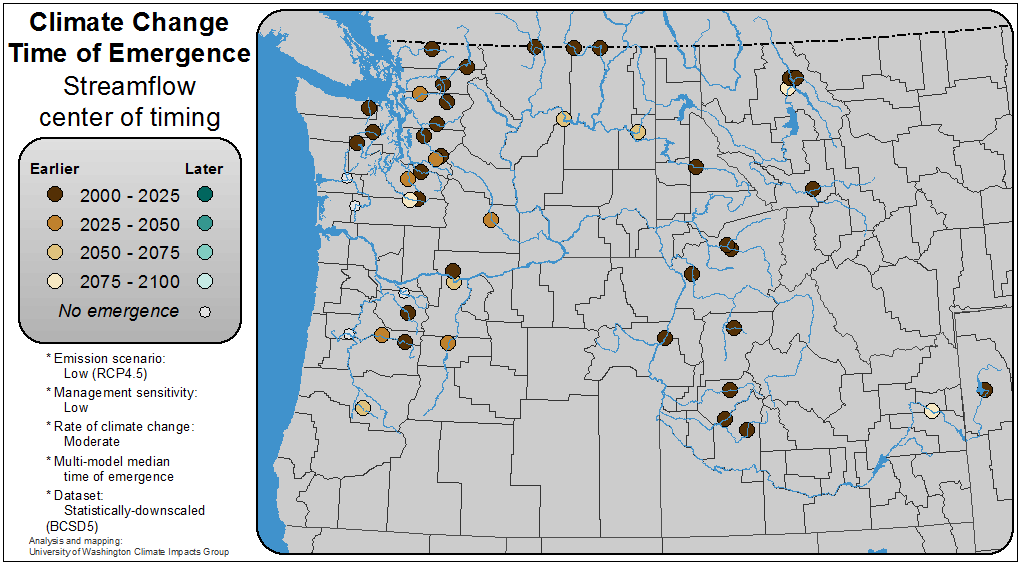 Climate Change
Time of Emergence
Streamflow
center of timing
Earlier Later
2000 - 2025
2025 - 2050
2050 - 2075
2075 - 2100
No emergence
* Emission scenario:
Low (RCP4.5)
* Management sensitivity:
Low
* Rate of climate change:
Moderate
* Multi-model median
time of emergence
* Dataset:
Statistically-downscaled
(BCSD5)
Analysis and mapping:
University of Washington Climate Impacts Group